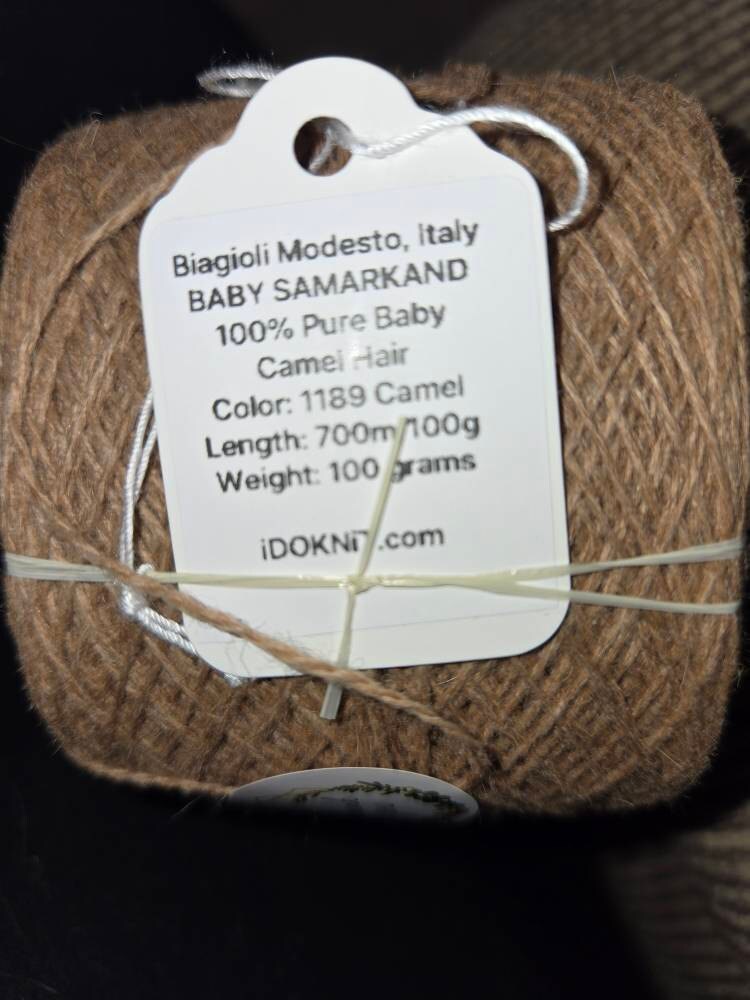 Biagioli Modesto, Italy
BABY SAMARKAND
100% Pure Baby
Camel Hair
Color: 1189 Camel
Length: 700m/100g
Weight: 100 grams
iDOKNiT.com